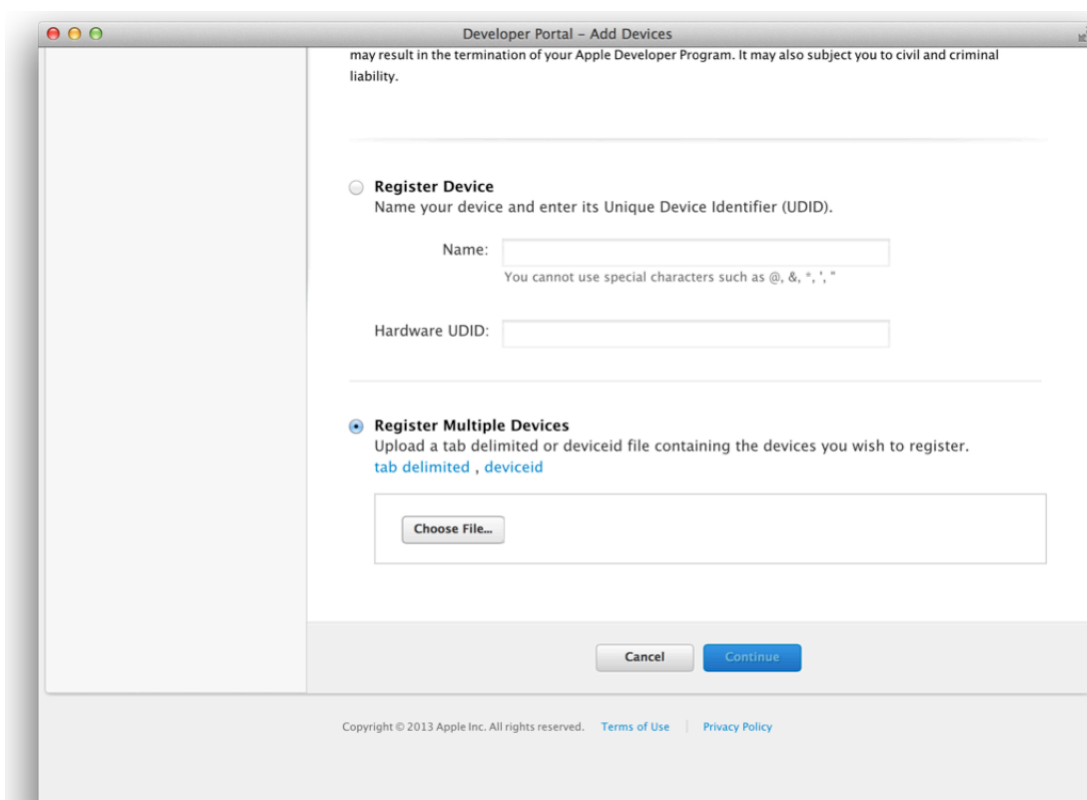 Developer Portal – Add Devices
may result in the termination of your Apple Developer Program. It may also subject you to civil and criminal
liability.
Register Device
Name your device and enter its Unique Device Identifier (UDID).
Name:
You cannot use special characters such as @, &, *, ', "
Hardware UDID:
Register Multiple Devices
Upload a tab delimited or deviceid file containing the devices you wish to register.
tab delimited , deviceid
Choose File...
Cancel Continue
Copyright © 2013 Apple Inc. All rights reserved. Terms of Use | Privacy Policy